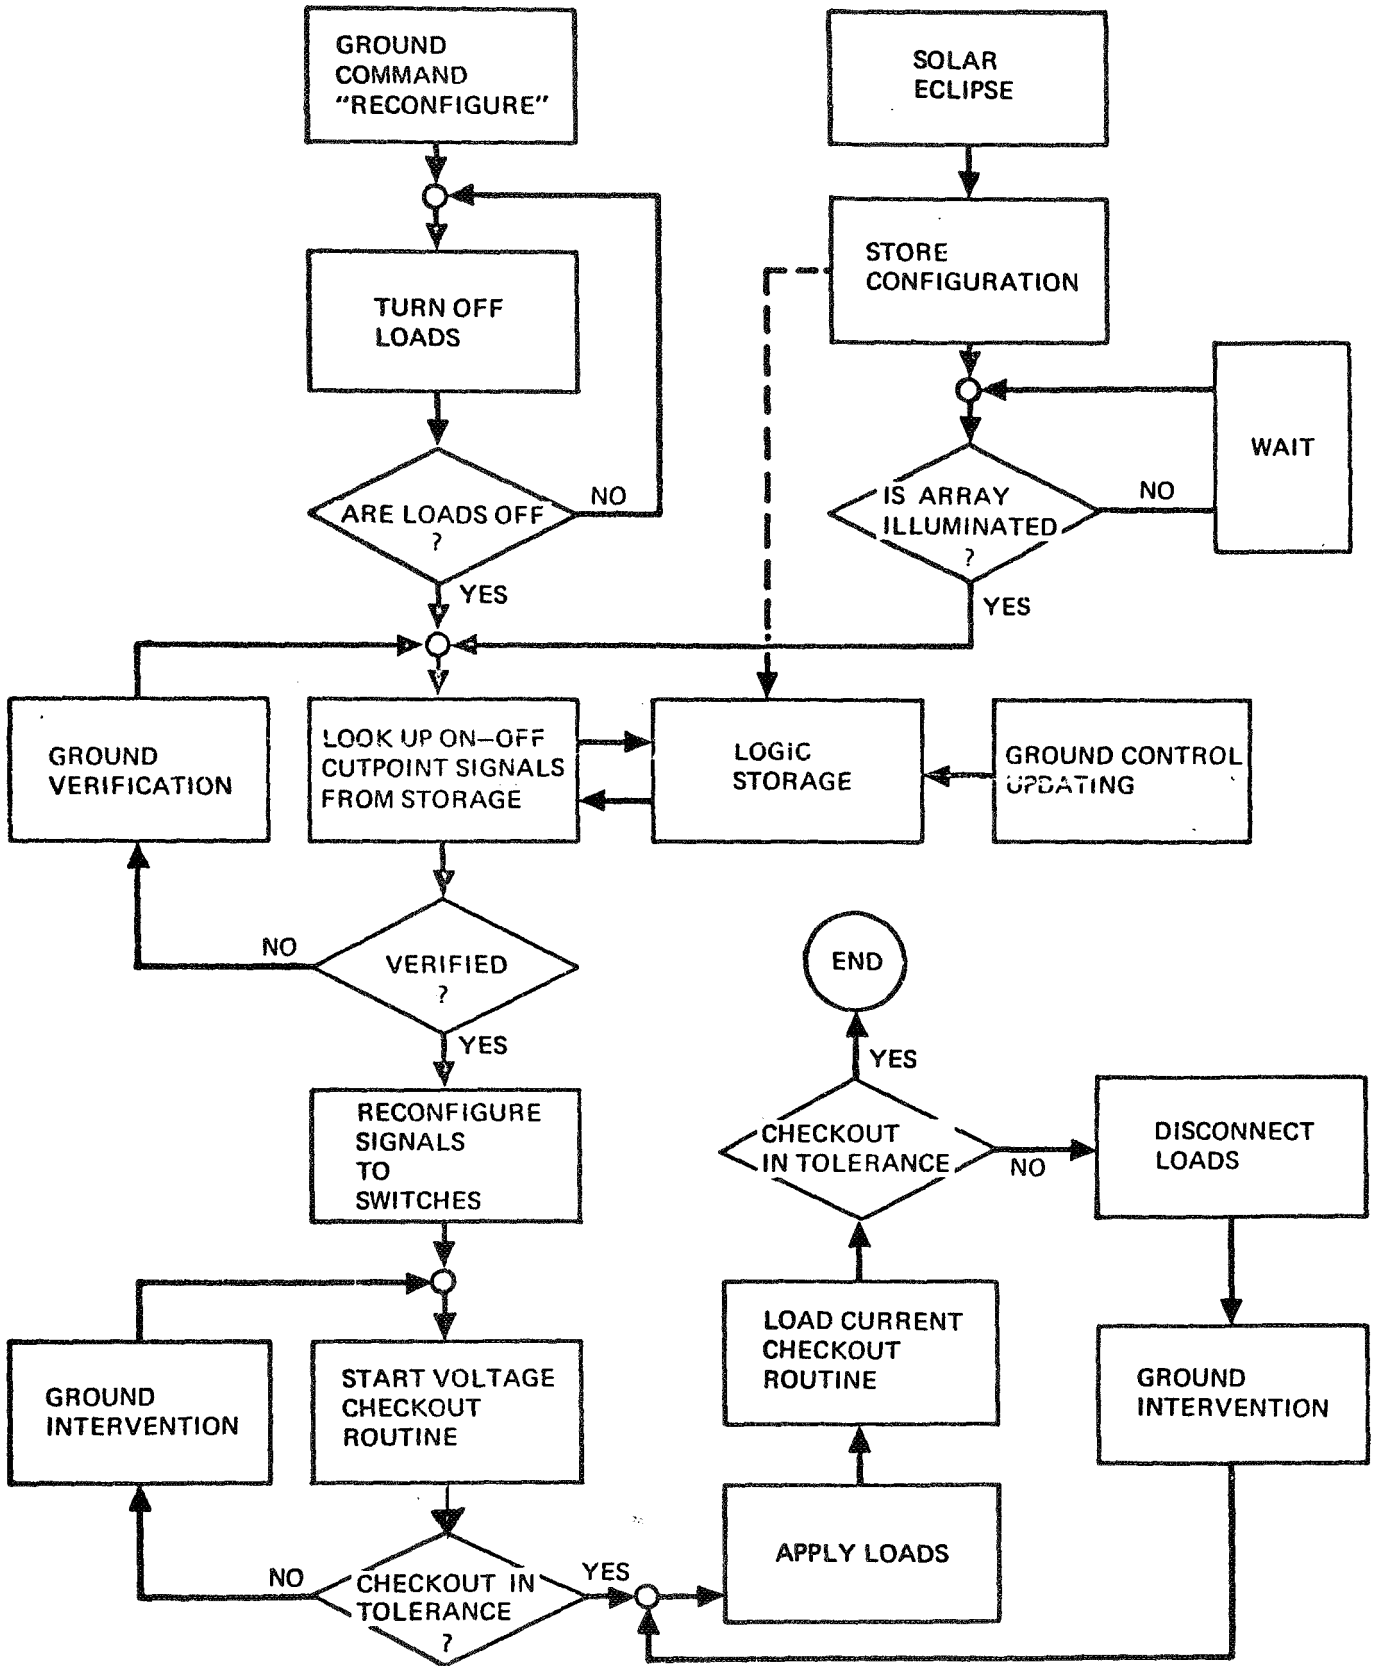 GROUND
COMMAND
"RECONFIGURE"
SOLAR
ECLIPSE
TURN OFF
LOADS
STORE
CONFIGURATION
WAIT
ARE LOADS OFF
?
NO
YES
IS ARRAY
ILLUMINATED
?
NO
YES
GROUND
VERIFICATION
LOOK UP ON–OFF
CUTPOINT SIGNALS
FROM STORAGE
LOGIC
STORAGE
GROUND CONTROL
UPDATING
NO
VERIFIED
?
YES
END
YES
RECONFIGURE
SIGNALS
TO
SWITCHES
CHECKOUT
IN TOLERANCE
NO
DISCONNECT
LOADS
GROUND
INTERVENTION
START VOLTAGE
CHECKOUT
ROUTINE
LOAD CURRENT
CHECKOUT
ROUTINE
GROUND
INTERVENTION
NO
CHECKOUT IN
TOLERANCE
?
YES
APPLY LOADS